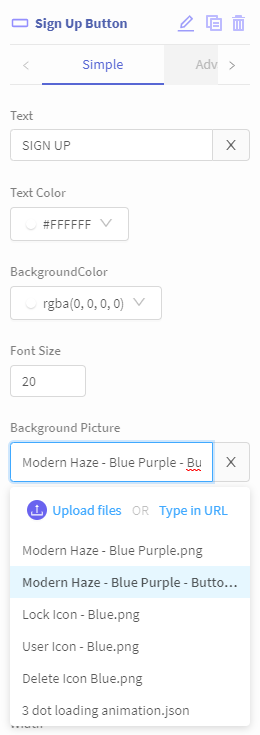 Sign Up Button
Simple
Adv
Text
SIGN UP
X
Text Color
#FFFFFF
BackgroundColor
rgba(0, 0, 0, 0)
Font Size
20
Background Picture
Modern Haze - Blue Purple - Bu
X
Upload files OR Type in URL
Modern Haze - Blue Purple.png
Modern Haze - Blue Purple - Butto...
Lock Icon - Blue.png
User Icon - Blue.png
Delete Icon Blue.png
3 dot loading animation.json
Width